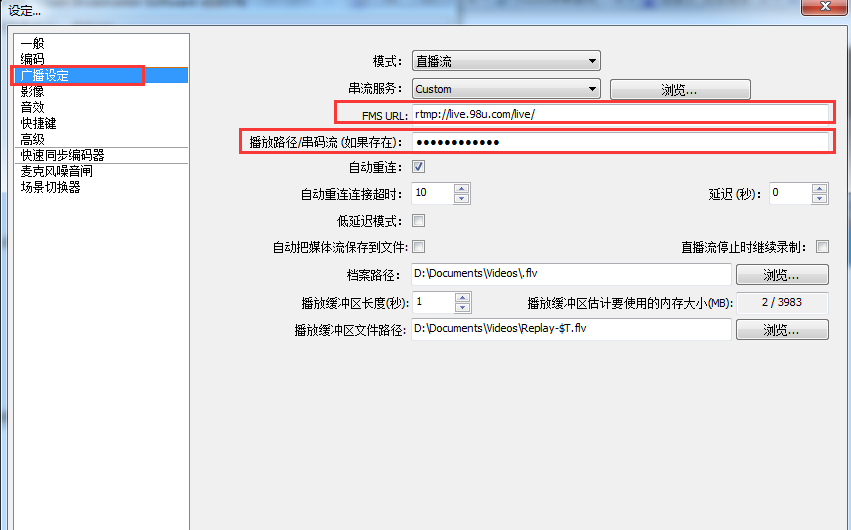 设定...
一般
编码
广播设定
影像
音效
快捷键
高级
快速同步编码器
麦克风噪音闸
场景切换器
模式： 直播流
串流服务： Custom 浏览...
FMS URL: rtmp://live.98u.com/live/
播放路径/串码流 (如果存在)： ●●●●●●●●●●●●
自动重连：
自动重连连接超时： 10 延迟 (秒)： 0
低延迟模式：
自动把媒体流保存到文件： 直播流停止时继续录制：
档案路径： D:\Documents\Videos\.flv 浏览...
播放缓冲区长度(秒)： 1 播放缓冲区估计要使用的内存大小(MB)： 2 / 3983
播放缓冲区文件路径： D:\Documents\Videos\Replay-$T.flv 浏览...